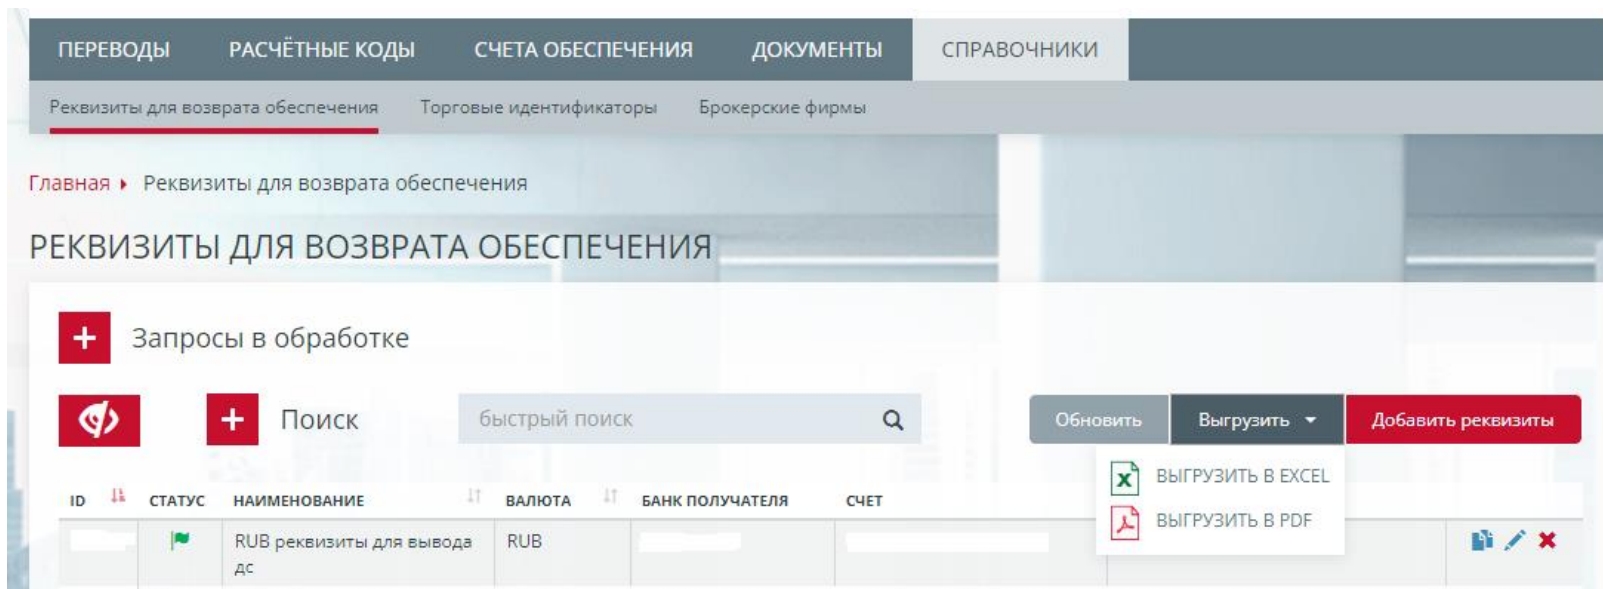 ПЕРЕВОДЫ РАСЧЁТНЫЕ КОДЫ СЧЕТА ОБЕСПЕЧЕНИЯ ДОКУМЕНТЫ СПРАВОЧНИКИ
Реквизиты для возврата обеспечения Торговые идентификаторы Брокерские фирмы
Главная Реквизиты для возврата обеспечения
РЕКВИЗИТЫ ДЛЯ ВОЗВРАТА ОБЕСПЕЧЕНИЯ
Запросы в обработке
Поиск быстрый поиск Обновить Выгрузить Добавить реквизиты
ВЫГРУЗИТЬ В EXCEL
ВЫГРУЗИТЬ В PDF
ID СТАТУС НАИМЕНОВАНИЕ ВАЛЮТА БАНК ПОЛУЧАТЕЛЯ СЧЕТ
RUB реквизиты для вывода RUB
дс